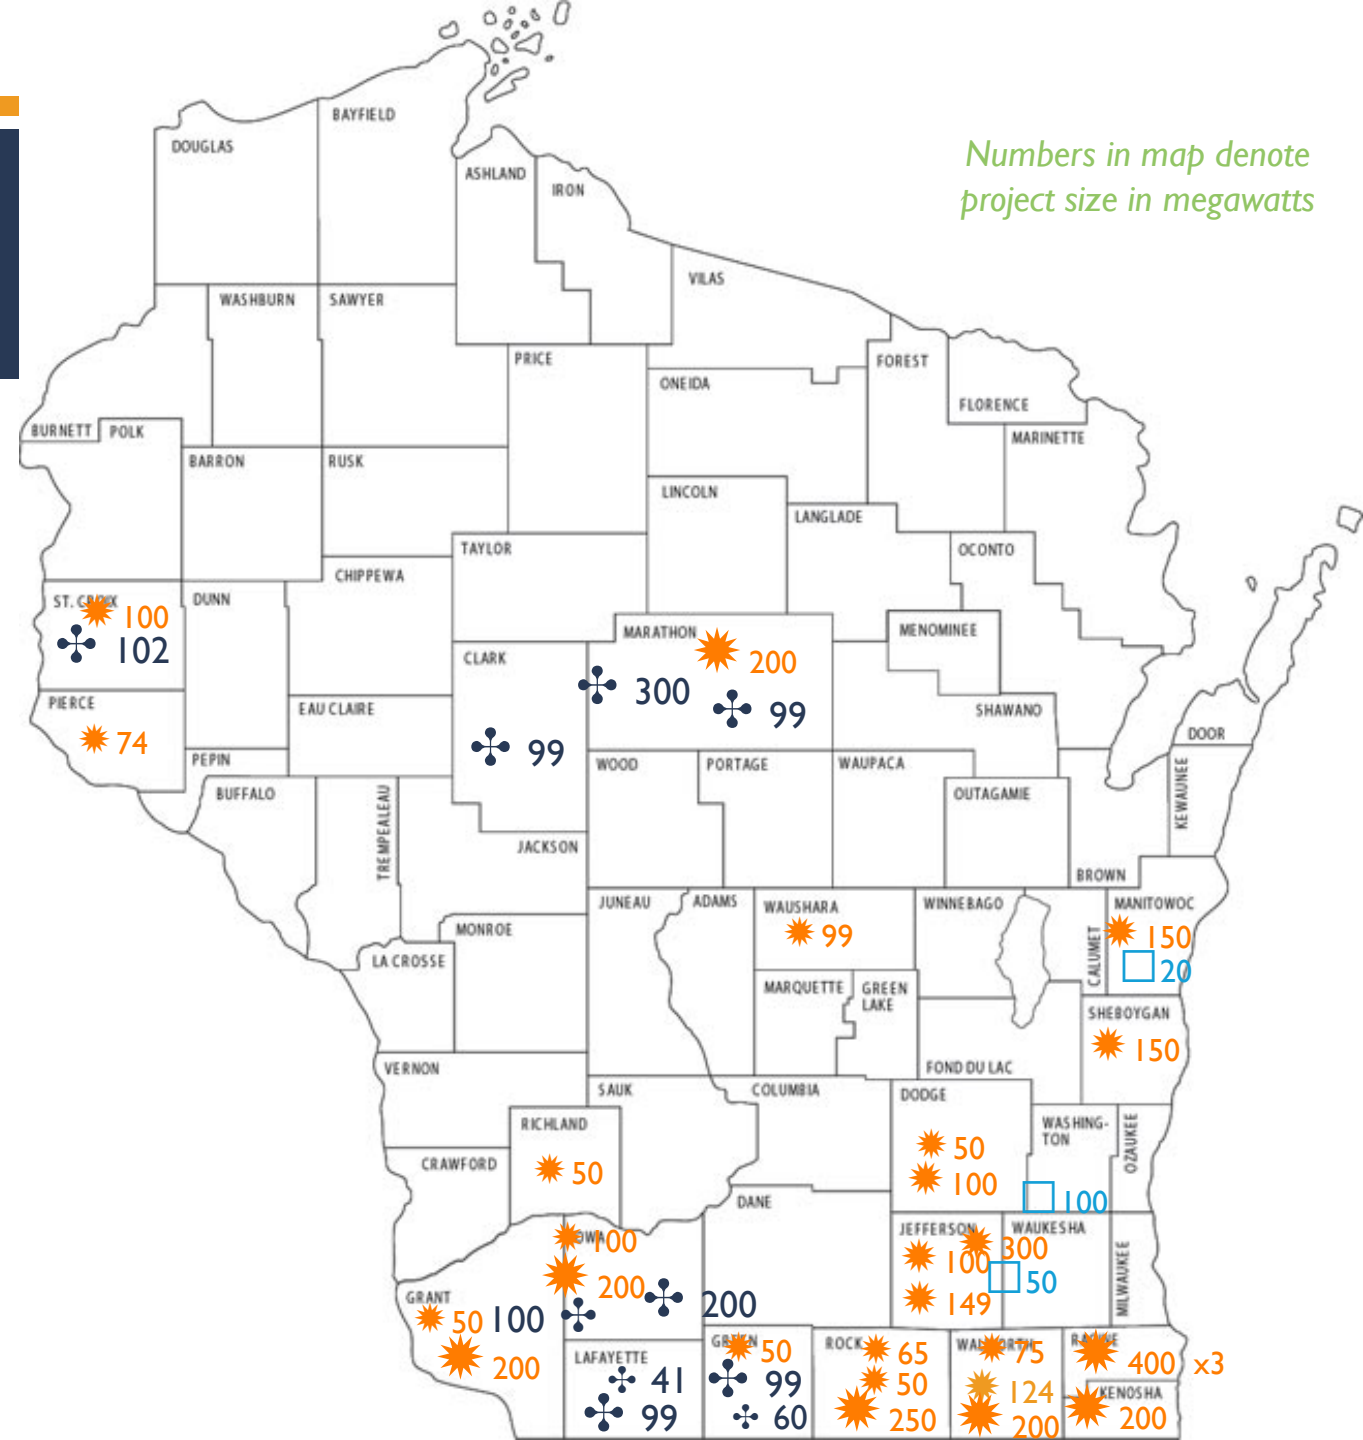 Numbers in map denote
project size in megawatts
DOUGLAS
BAYFIELD
ASHLAND
IRON
VILAS
WASHBURN
SAWYER
PRICE
ONEIDA
FOREST
FLORENCE
MARINETTE
BURNETT
POLK
BARRON
RUSK
LINCOLN
LANGLADE
OCONTO
TAYLOR
CHIPPEWA
ST. CROIX
100
102
DUNN
MARATHON
200
300
99
MENOMINEE
CLARK
99
PIERCE
74
EAU CLAIRE
SHAWANO
DOOR
PEPIN
WOOD
PORTAGE
WAUPACA
OUTAGAMIE
KEWAUNEE
BUFFALO
TREMPEALEAU
JACKSON
BROWN
JUNEAU
ADAMS
WAUSHARA
99
WINNEBAGO
CALUMET
MANITOWOC
150
20
MONROE
LA CROSSE
MARQUETTE
GREEN
LAKE
SHEBOYGAN
150
VERNON
FOND DU LAC
SAUK
COLUMBIA
DODGE
50
100
RICHLAND
50
WASHING-
TON
100
OZAUKEE
CRAWFORD
DANE
IOWA
100
200
200
JEFFERSON
100
149
300
WAUKESHA
50
MILWAUKEE
GRANT
50
100
200
LAFAYETTE
41
99
GREEN
50
99
60
ROCK
65
50
250
WALWORTH
75
124
200
RACINE
400 x3
KENOSHA
200